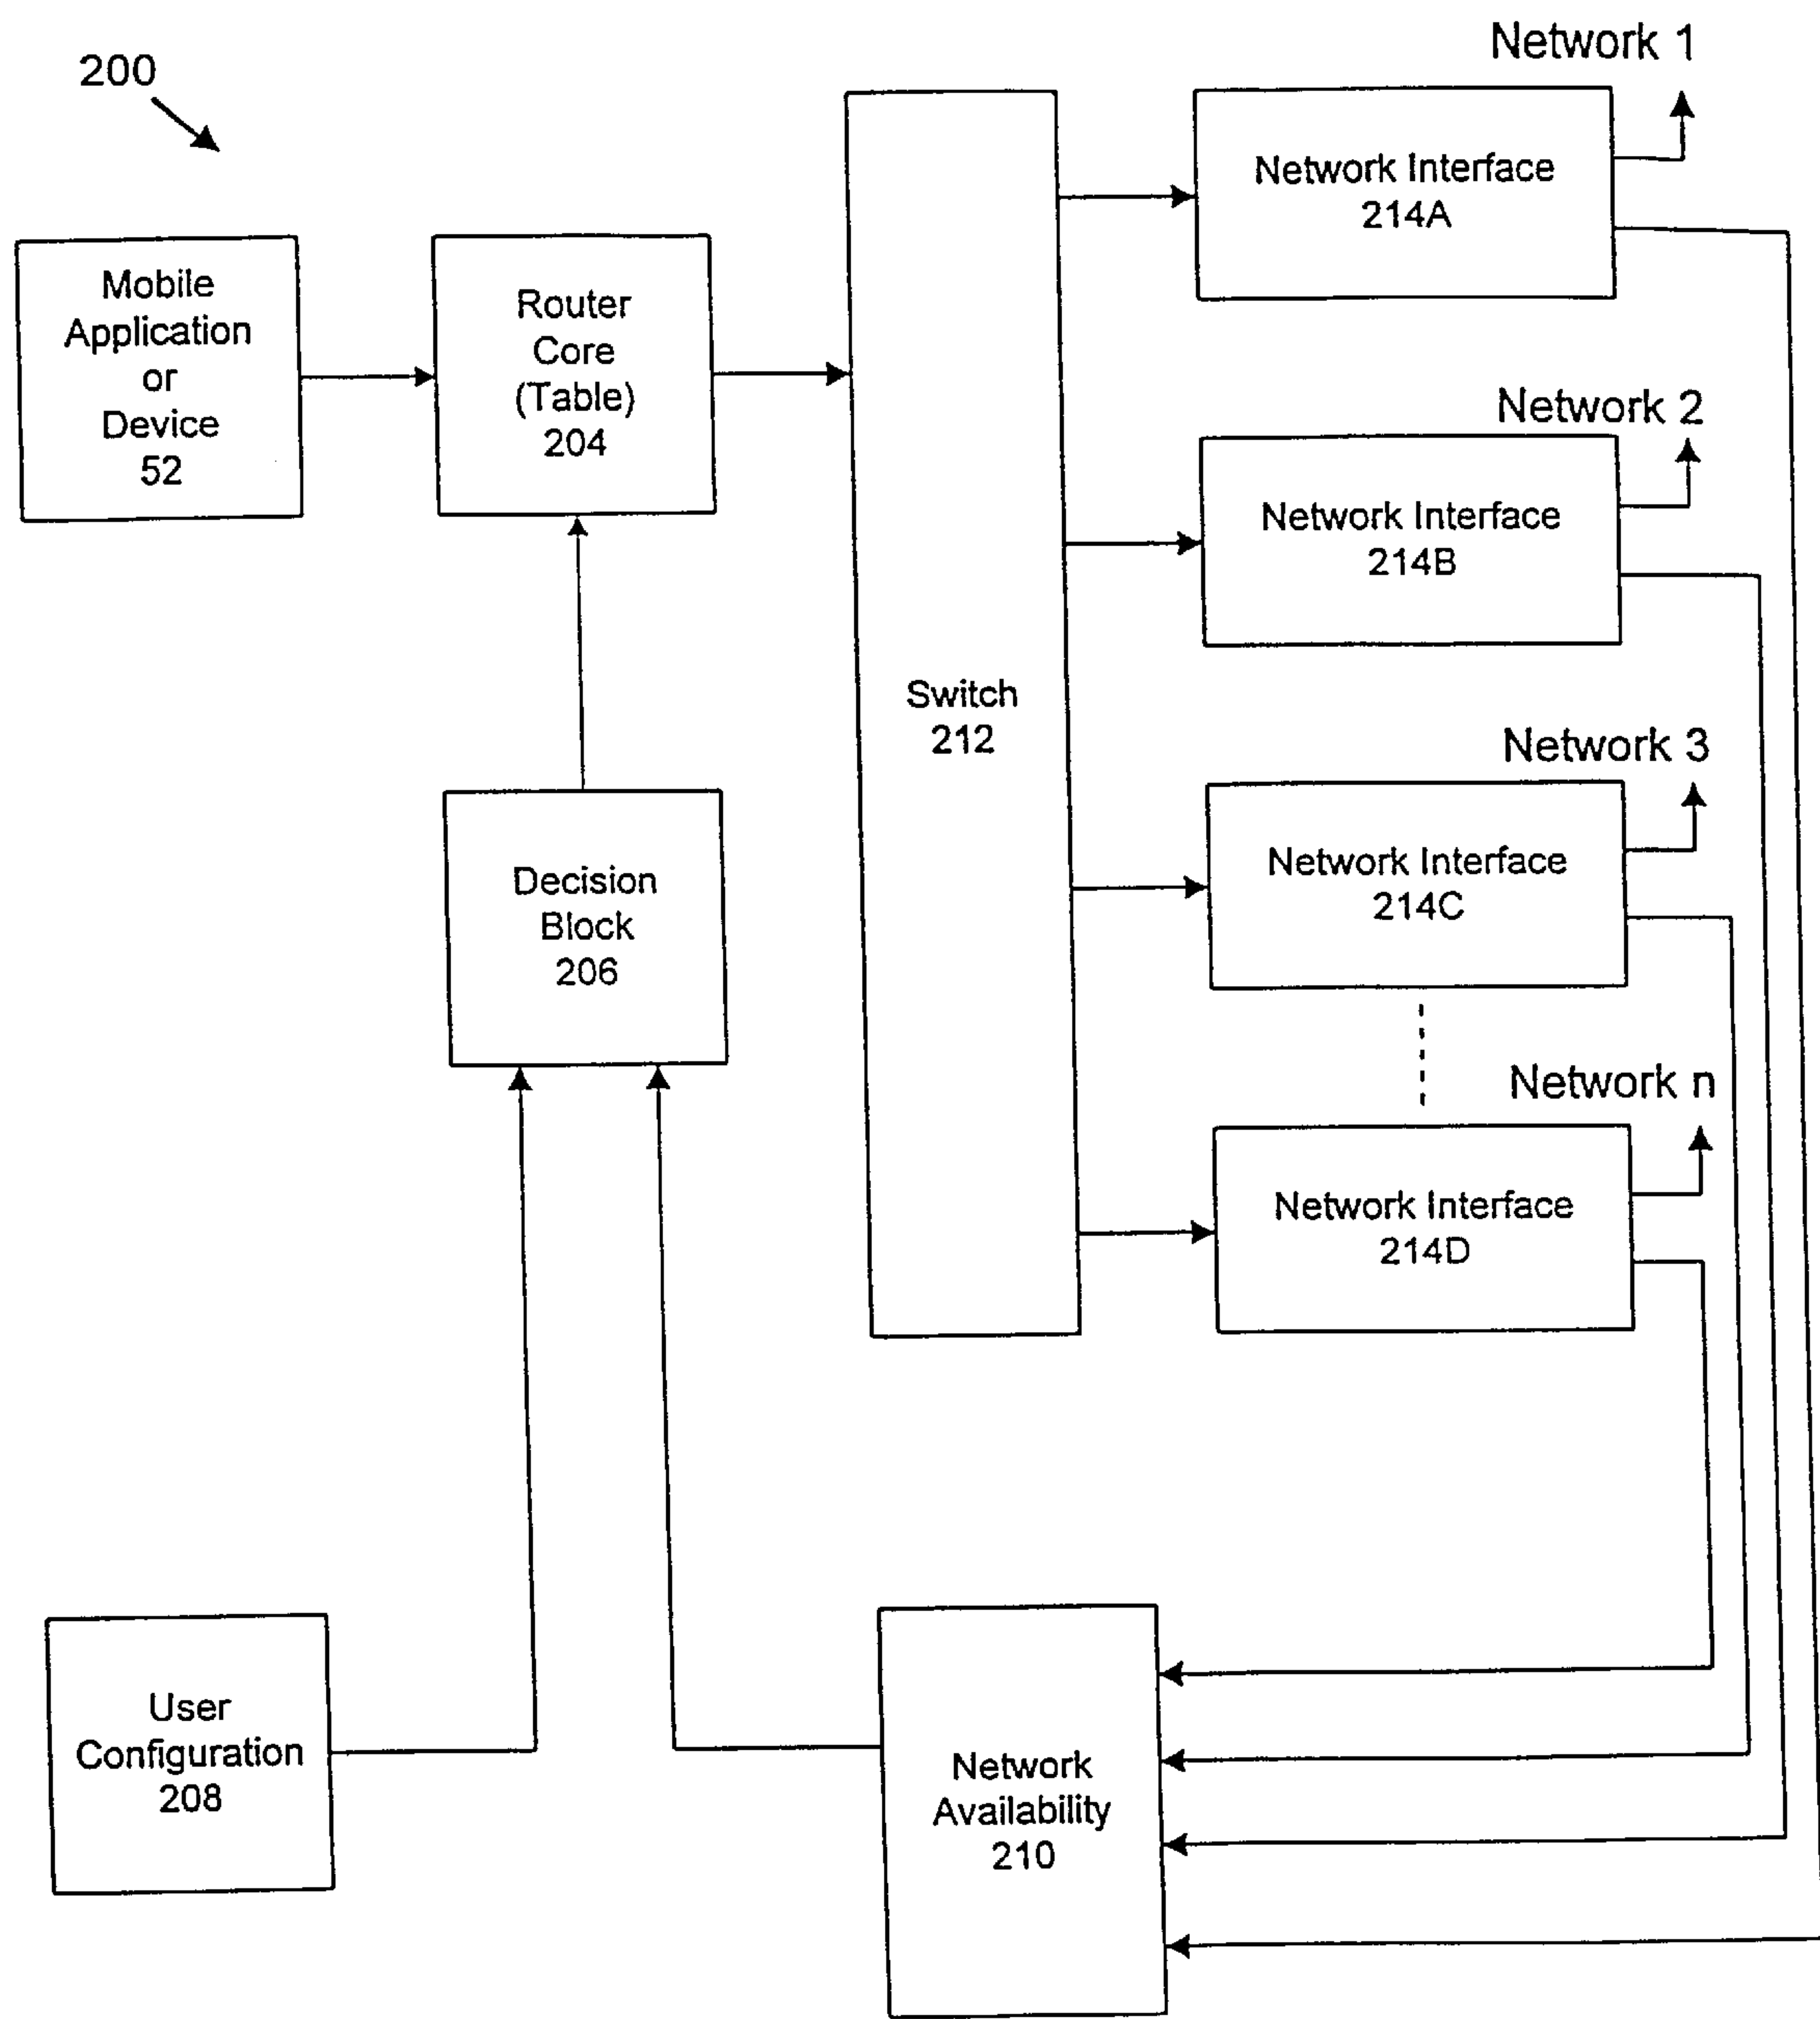 200
Network 1
Network Interface
214A
Mobile
Application
or
Device
52
Router
Core
(Table)
204
Network 2
Network Interface
214B
Switch
212
Network 3
Network Interface
214C
Decision
Block
206
Network n
Network Interface
214D
User
Configuration
208
Network
Availability
210